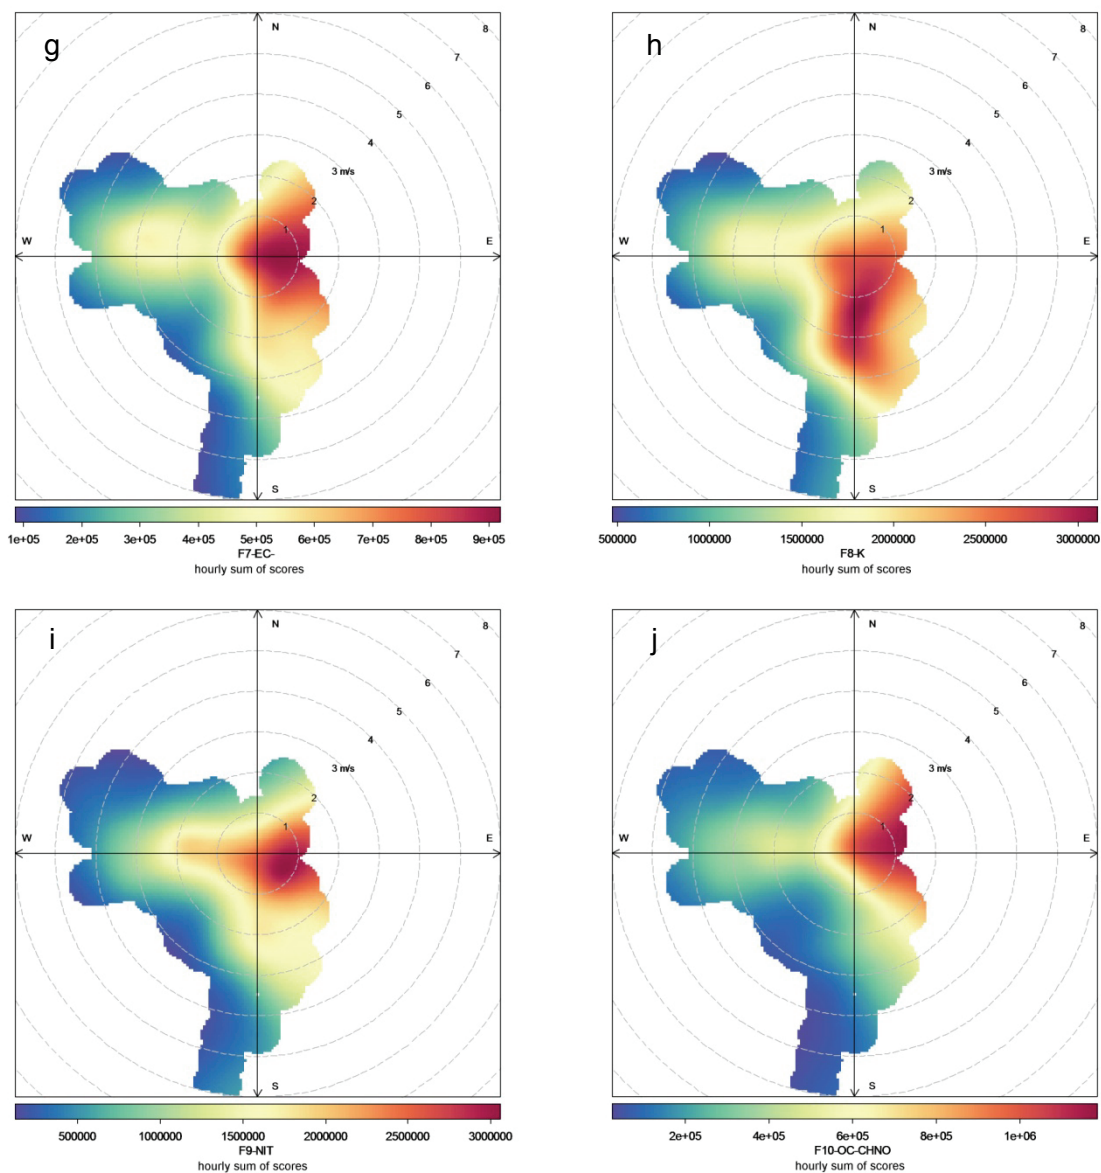 g
N
8
7
6
5
4
3 m/s
2
1
W
E
S
1e+05 2e+05 3e+05 4e+05 5e+05 6e+05 7e+05 8e+05 9e+05
F7-EC-
hourly sum of scores
h
N
8
7
6
5
4
3 m/s
2
1
W
E
S
500000 1000000 1500000 2000000 2500000 3000000
F8-K
hourly sum of scores
i
N
8
7
6
5
4
3 m/s
2
1
W
E
S
500000 1000000 1500000 2000000 2500000 3000000
F9-NIT
hourly sum of scores
j
N
8
7
6
5
4
3 m/s
2
1
W
E
S
2e+05 4e+05 6e+05 8e+05 1e+06
F10-OC-CHNO
hourly sum of scores